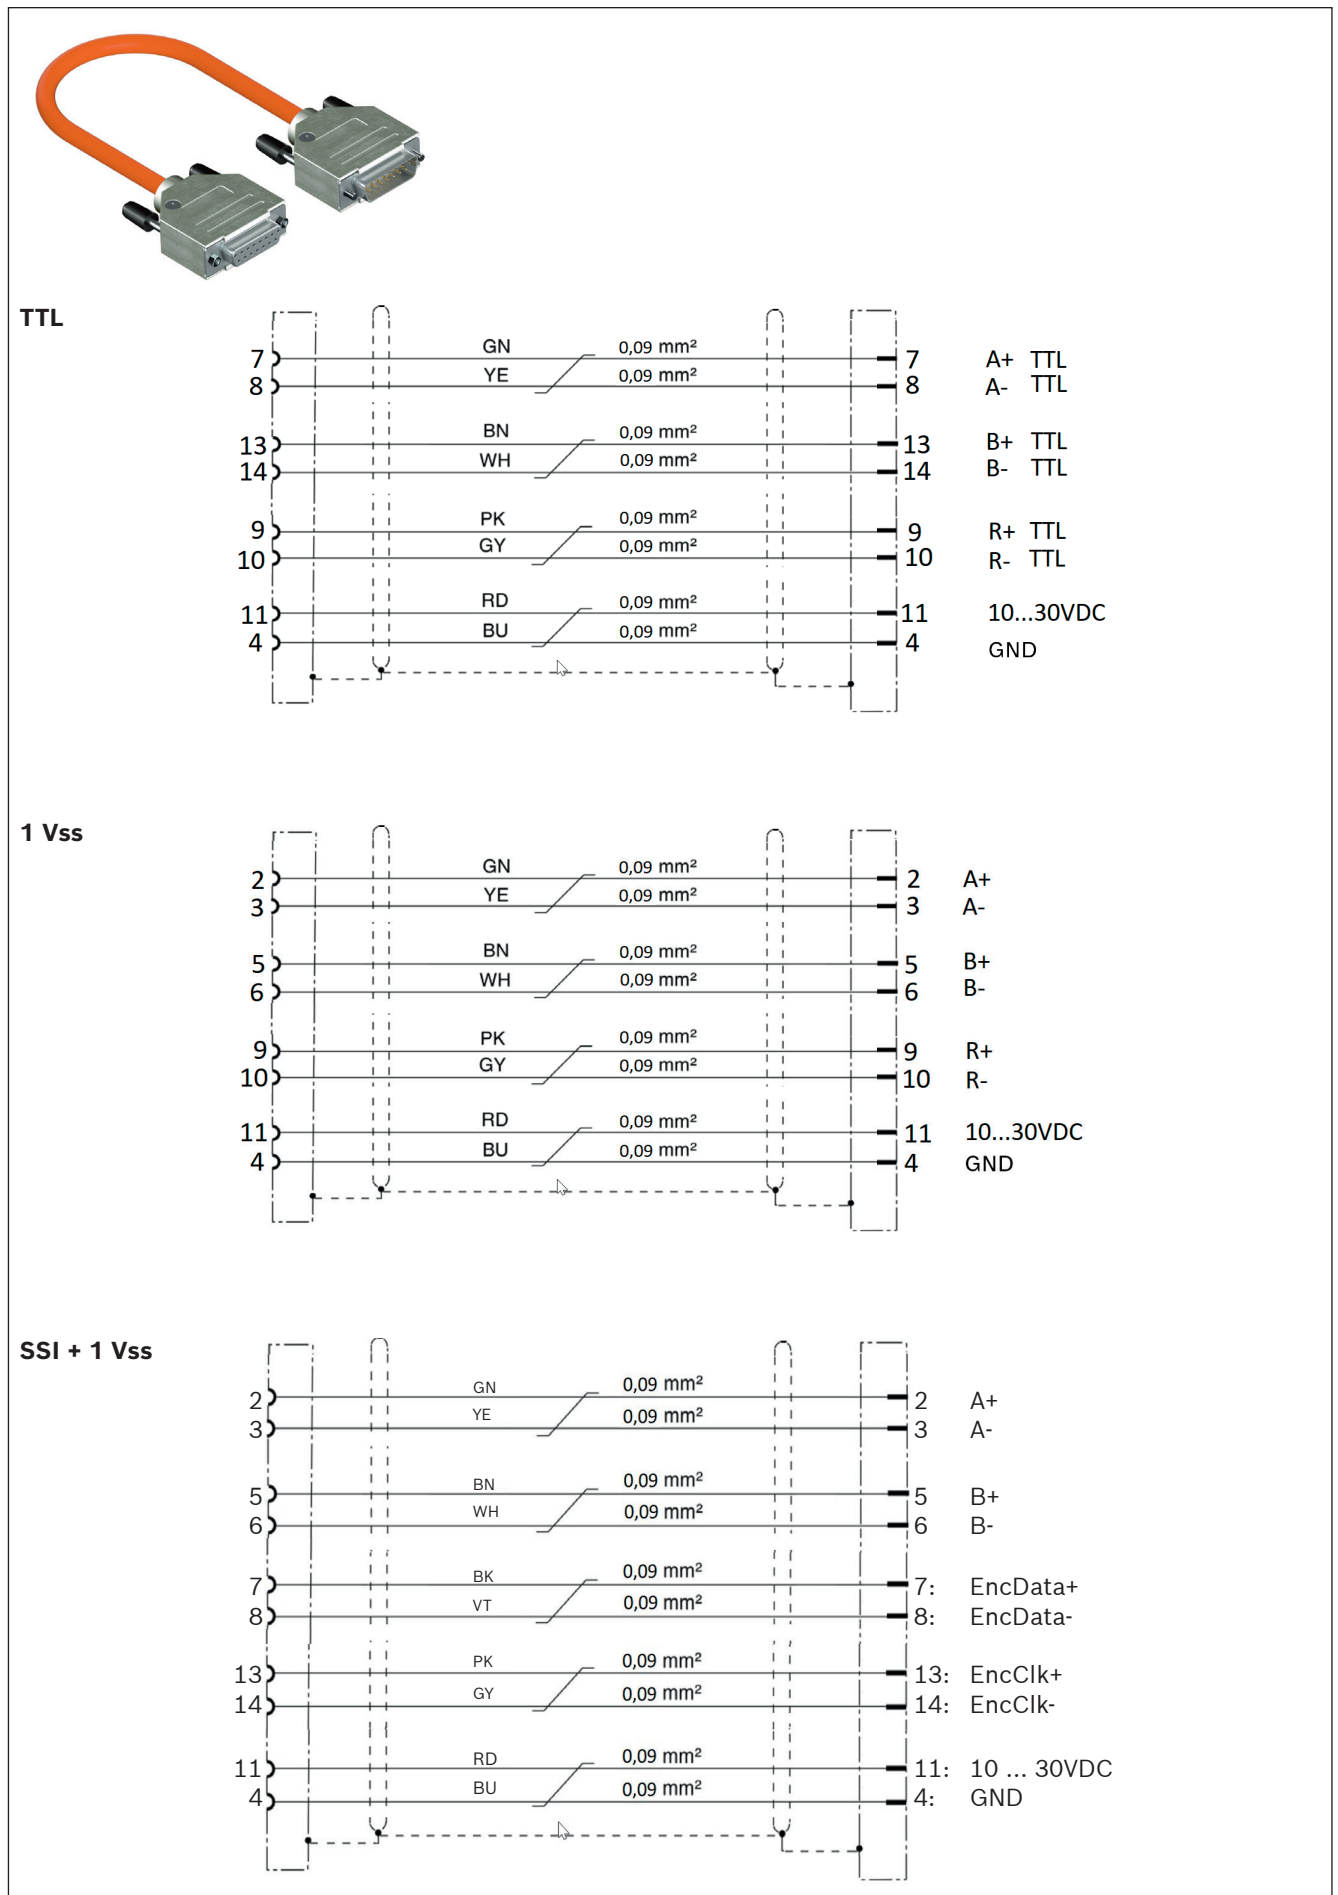 TTL
GN 0,09 mm²
7 7 A+ TTL
YE 0,09 mm²
8 8 A- TTL
BN 0,09 mm²
13 13 B+ TTL
WH 0,09 mm²
14 14 B- TTL
PK 0,09 mm²
9 9 R+ TTL
GY 0,09 mm²
10 10 R- TTL
RD 0,09 mm²
11 11 10...30VDC
BU 0,09 mm²
4 4 GND
1 Vss
GN 0,09 mm²
2 2 A+
YE 0,09 mm²
3 3 A-
BN 0,09 mm²
5 5 B+
WH 0,09 mm²
6 6 B-
PK 0,09 mm²
9 9 R+
GY 0,09 mm²
10 10 R-
RD 0,09 mm²
11 11 10...30VDC
BU 0,09 mm²
4 4 GND
SSI + 1 Vss
GN 0,09 mm²
2 2 A+
YE 0,09 mm²
3 3 A-
BN 0,09 mm²
5 5 B+
WH 0,09 mm²
6 6 B-
BK 0,09 mm²
7 7: EncData+
VT 0,09 mm²
8 8: EncData-
PK 0,09 mm²
13 13: EncClk+
GY 0,09 mm²
14 14: EncClk-
RD 0,09 mm²
11 11: 10 ... 30VDC
BU 0,09 mm²
4 4: GND